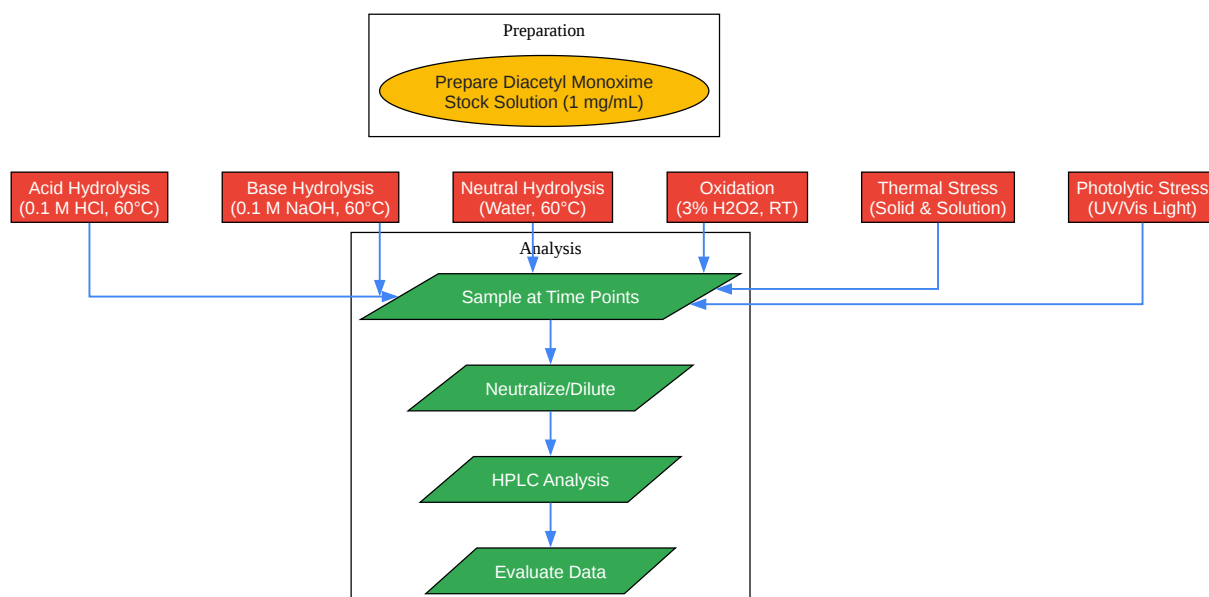 Preparation
Prepare Diacetyl Monoxime
Stock Solution (1 mg/mL)
Acid Hydrolysis
(0.1 M HCl, 60°C)
Base Hydrolysis
(0.1 M NaOH, 60°C)
Neutral Hydrolysis
(Water, 60°C)
Oxidation
(3% H2O2, RT)
Thermal Stress
(Solid & Solution)
Photolytic Stress
(UV/Vis Light)
Analysis
Sample at Time Points
Neutralize/Dilute
HPLC Analysis
Evaluate Data